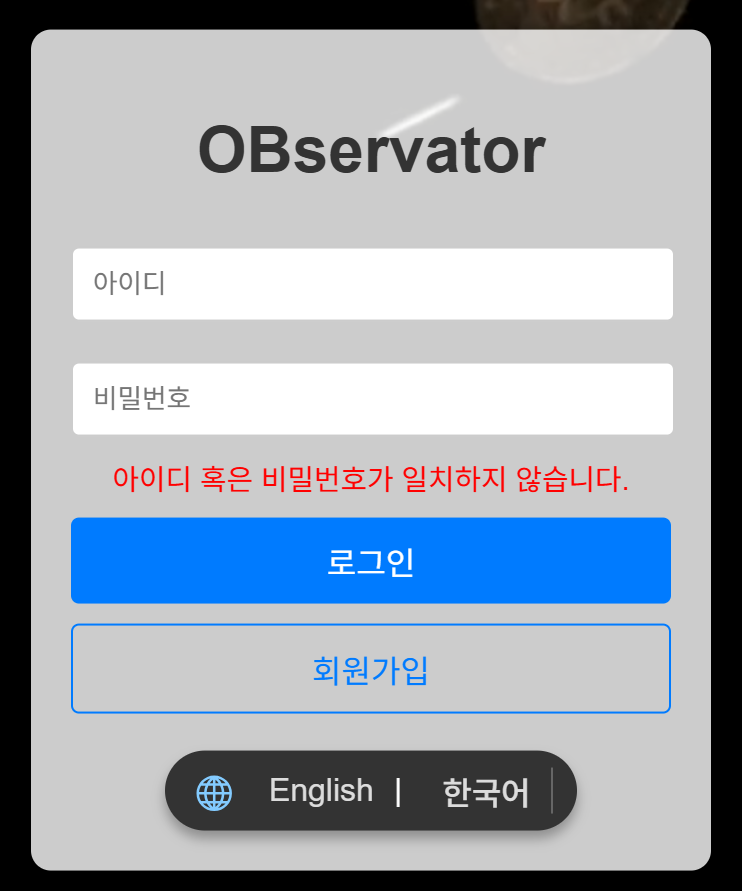 OBservator
아이디
비밀번호
아이디 혹은 비밀번호가 일치하지 않습니다.
로그인
회원가입
English | 한국어